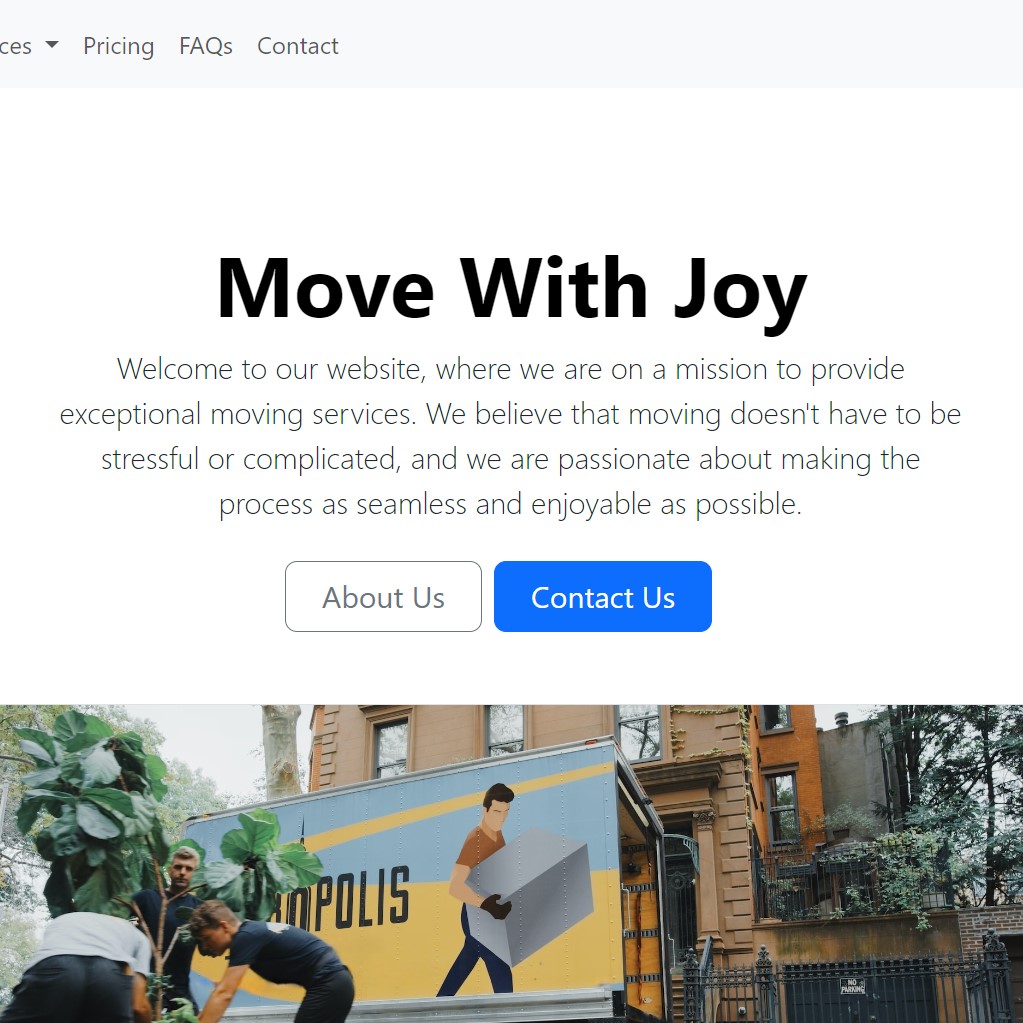 ces Pricing FAQs Contact
Move With Joy
Welcome to our website, where we are on a mission to provide
exceptional moving services. We believe that moving doesn't have to be
stressful or complicated, and we are passionate about making the
process as seamless and enjoyable as possible.
About Us Contact Us
POLIS
NO
PARKING